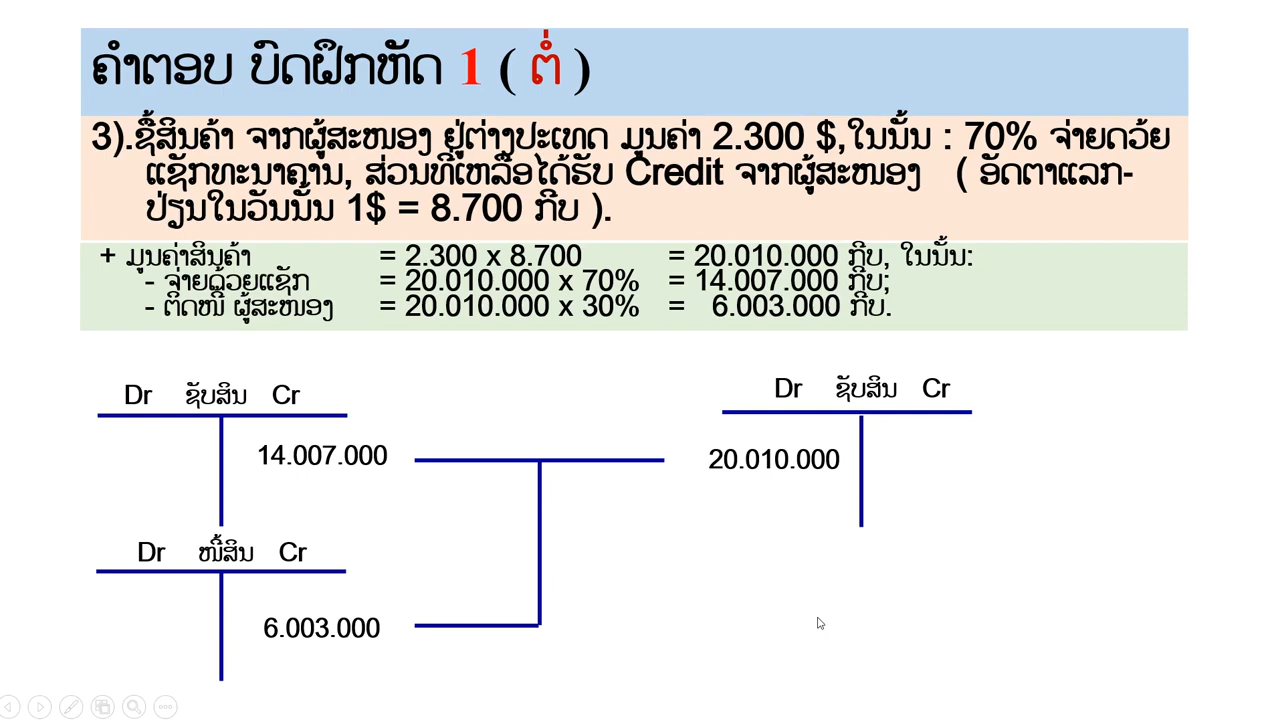 ຄຳຕອບ ບົດຝຶກຫັດ 1 ( ຕໍ່ )
3).ຊື້ສິນຄ້າ ຈາກຜູ້ສະໜອງ ຢູ່ຕ່າງປະເທດ ມູນຄ່າ 2.300 $,ໃນນັ້ນ : 70% ຈ່າຍດວ້ຍ
ແຊັກທະນາຄານ, ສ່ວນທີ່ເຫລືອໄດ້ຮັບ Credit ຈາກຜູ້ສະໜອງ ( ອັດຕາແລກ-
ປ່ຽນໃນວັນນັ້ນ 1$ = 8.700 ກີບ ).
+ ມູນຄ່າສິນຄ້າ = 2.300 x 8.700 = 20.010.000 ກີບ, ໃນນັ້ນ:
- ຈ່າຍດ້ວຍແຊັກ = 20.010.000 x 70% = 14.007.000 ກີບ;
- ຕິດໜີ້ ຜູ້ສະໜອງ = 20.010.000 x 30% = 6.003.000 ກີບ.
Dr ຊັບສິນ Cr
14.007.000
Dr ຊັບສິນ Cr
20.010.000
Dr ໜີ້ສິນ Cr
6.003.000